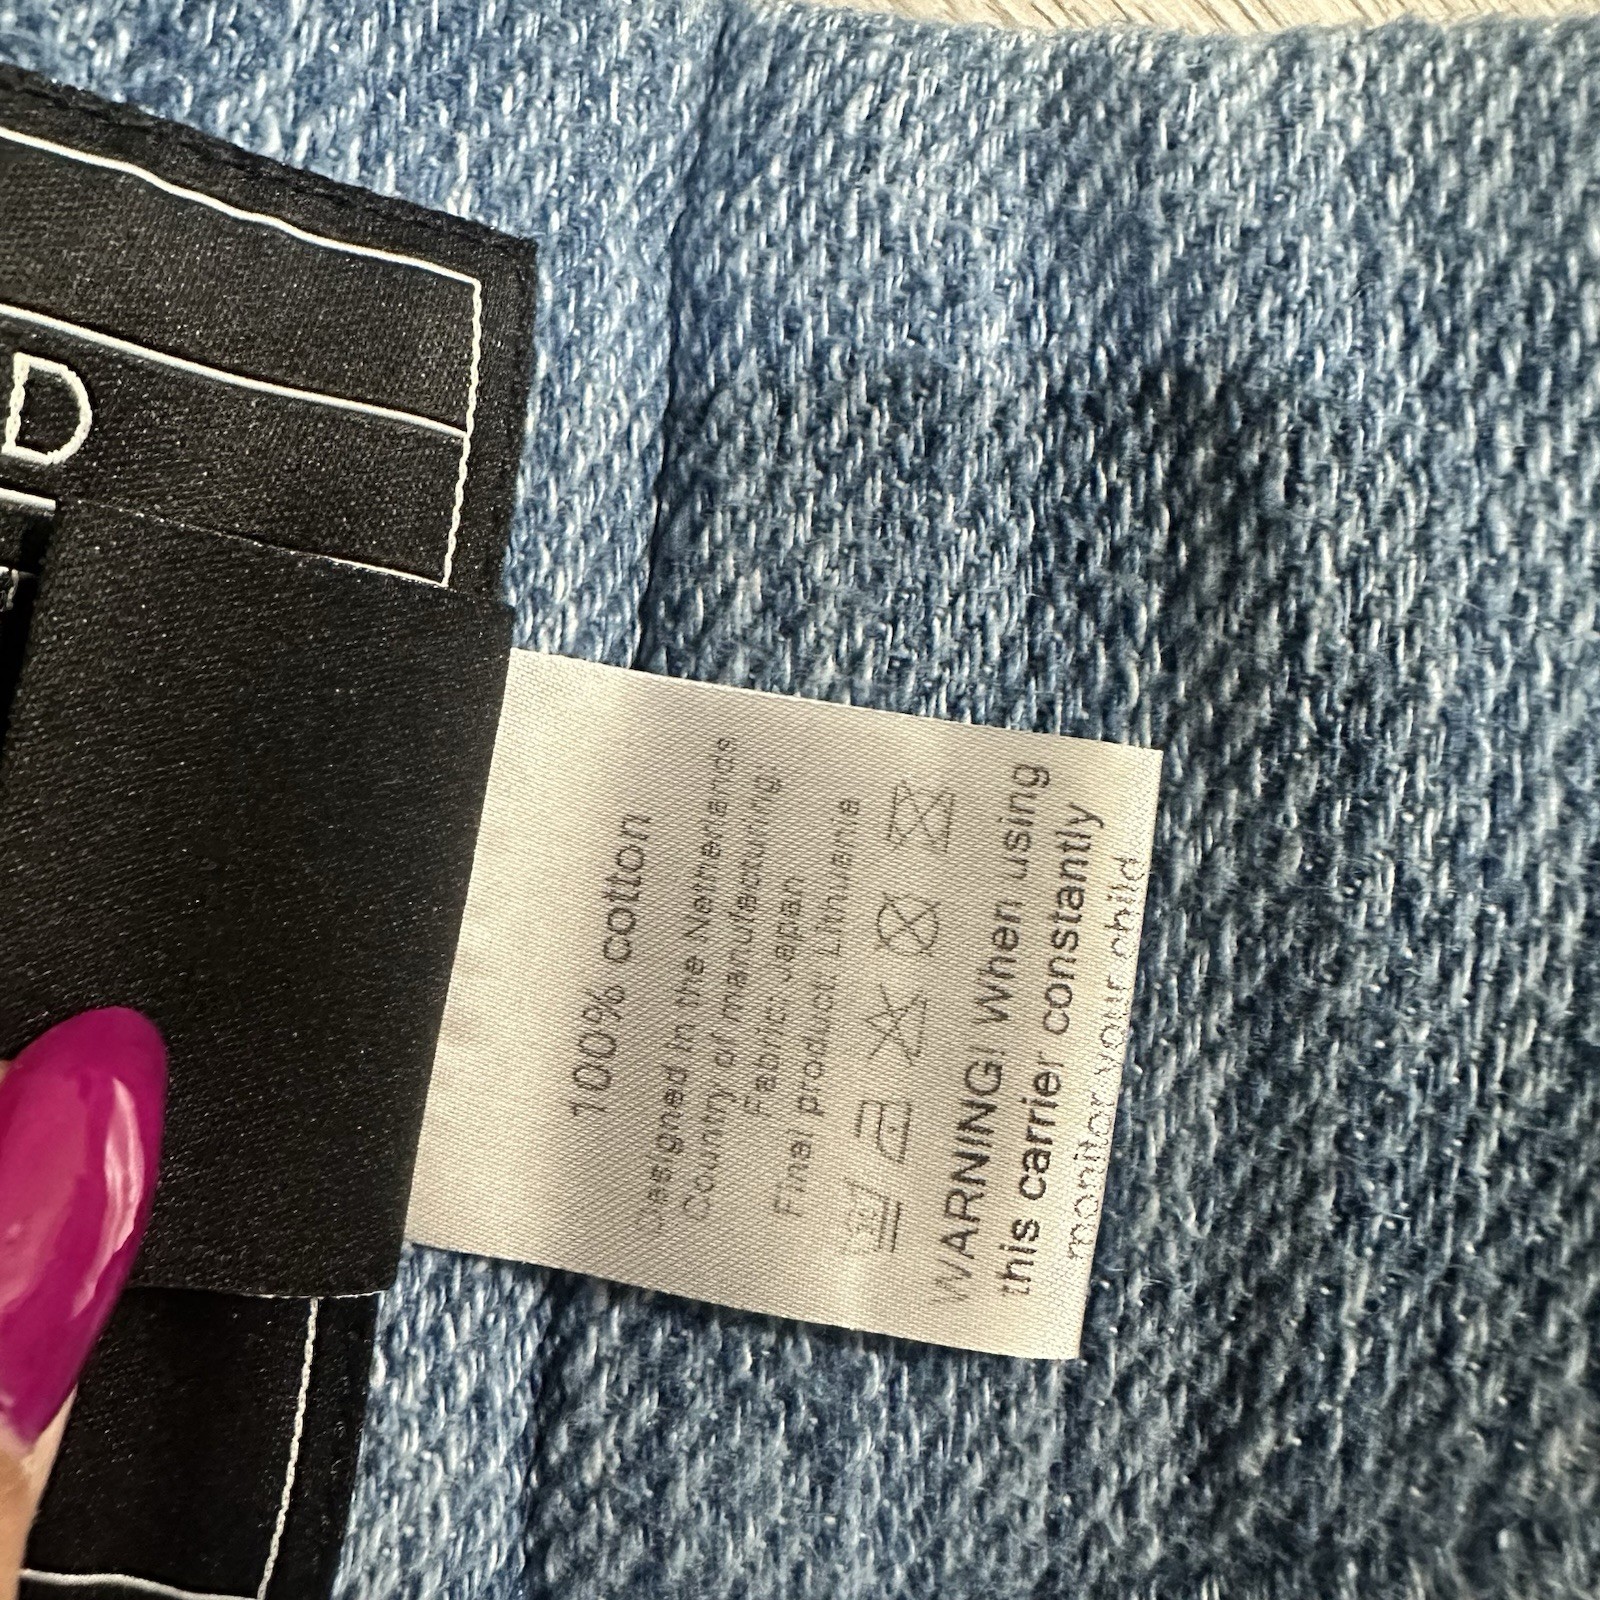 D
100% cotton
Designed in the Netherlands
Country of manufacturing:
Fabric: Japan
Final product: Lithuania
30
WARNING! When using
this carrier constantly
monitor your child